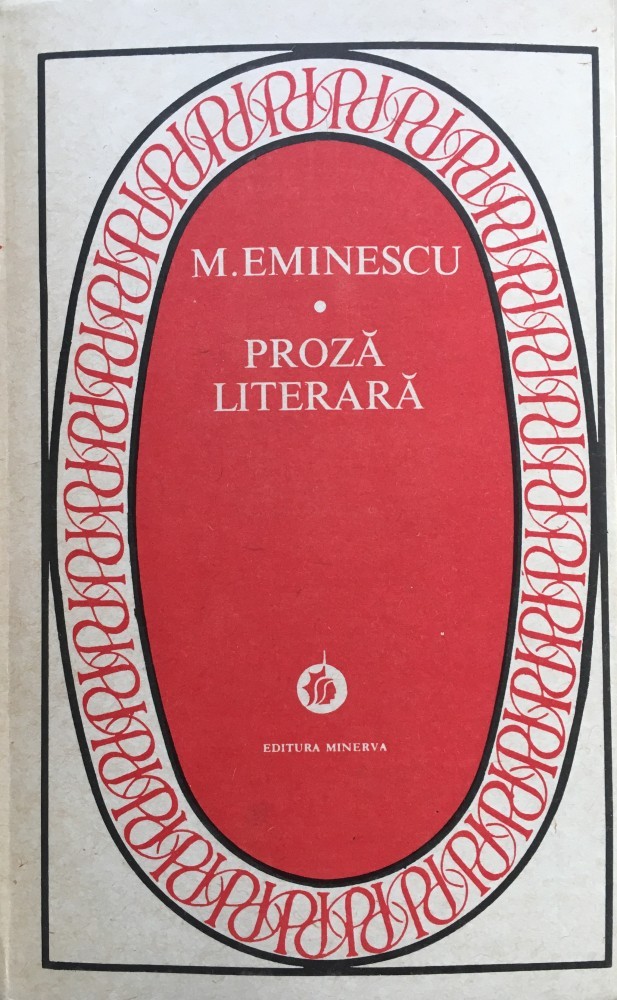 M. EMINESCU
PROZĂ
LITERARĂ
EDITURA MINERVA